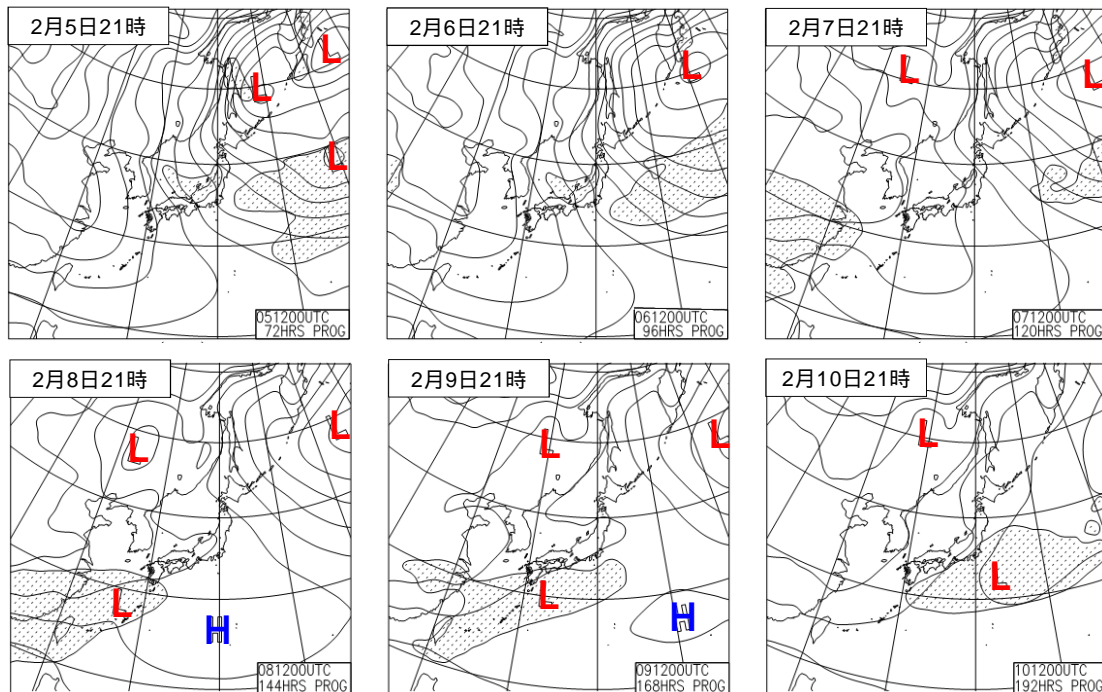 2月5日21時
L
L
L
051200UTC
72HRS PROG
2月6日21時
L
061200UTC
96HRS PROG
2月7日21時
L
L
071200UTC
120HRS PROG
2月8日21時
L
L
L
H
081200UTC
144HRS PROG
2月9日21時
L
L
L
H
091200UTC
168HRS PROG
2月10日21時
L
L
101200UTC
192HRS PROG